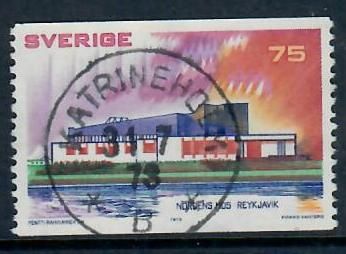 SVERIGE 75
KATRINEHOLM
31 -7
73
* B *
NORDENS HUS REYKJAVIK
1973